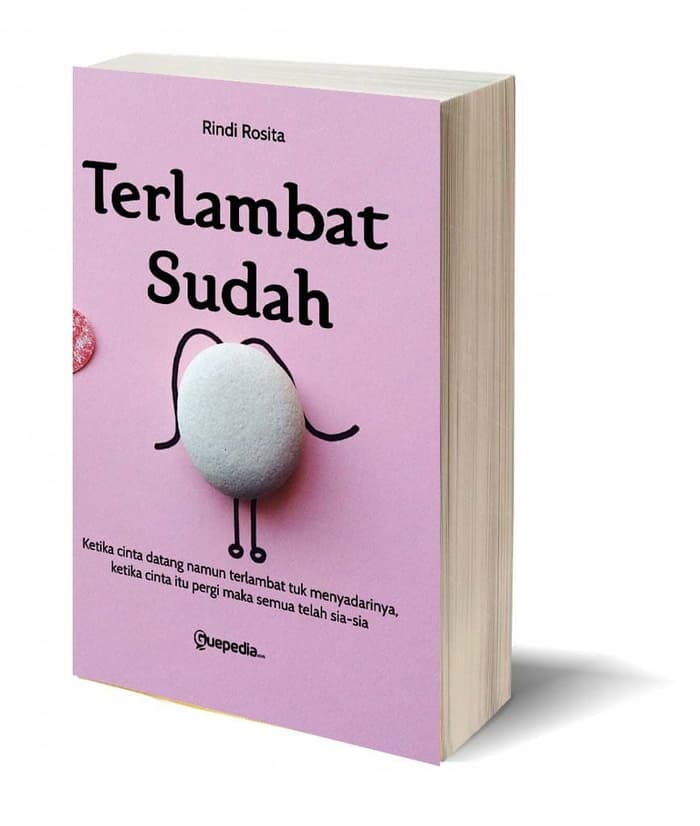 Rindi Rosita
Terlambat
Sudah
Ketika cinta datang namun terlambat tuk menyadarinya,
ketika cinta itu pergi maka semua telah sia-sia
Guepedia